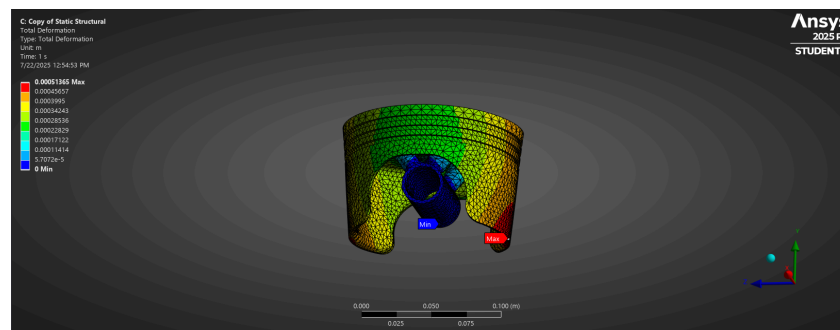 C: Copy of Static Structural
Total Deformation
Type: Total Deformation
Unit: m
Time: 1 s
7/22/2025 12:54:53 PM
0.00051365 Max
0.00045657
0.0003995
0.00034243
0.00028536
0.00022829
0.00017122
0.00011414
5.7072e-5
0 Min
Ansys
2025 R
STUDENT
Min
Max
0.000
0.050
0.100 (m)
0.025
0.075